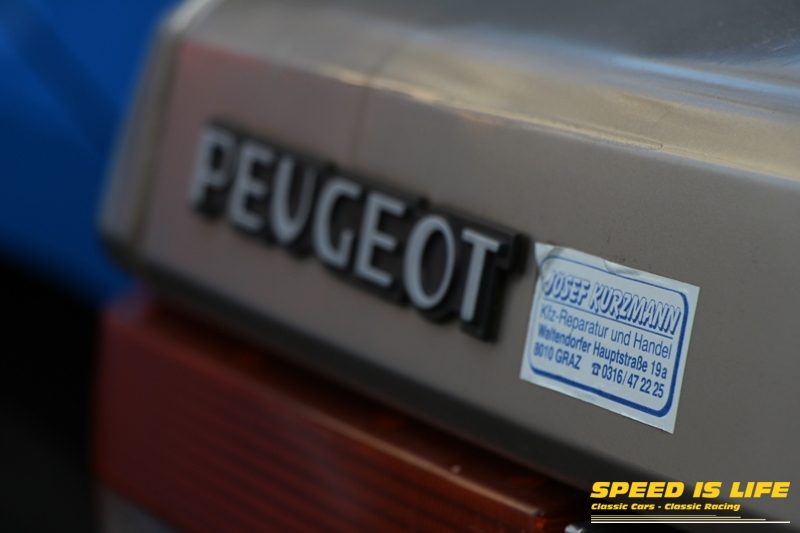 PEUGEOT
JOSEF KURZMANN
Kfz-Reparatur und Handel
Waltendorfer Hauptstraße 19a
8010 GRAZ ☎0316/47 22 25
SPEED IS LIFE
Classic Cars - Classic Racing